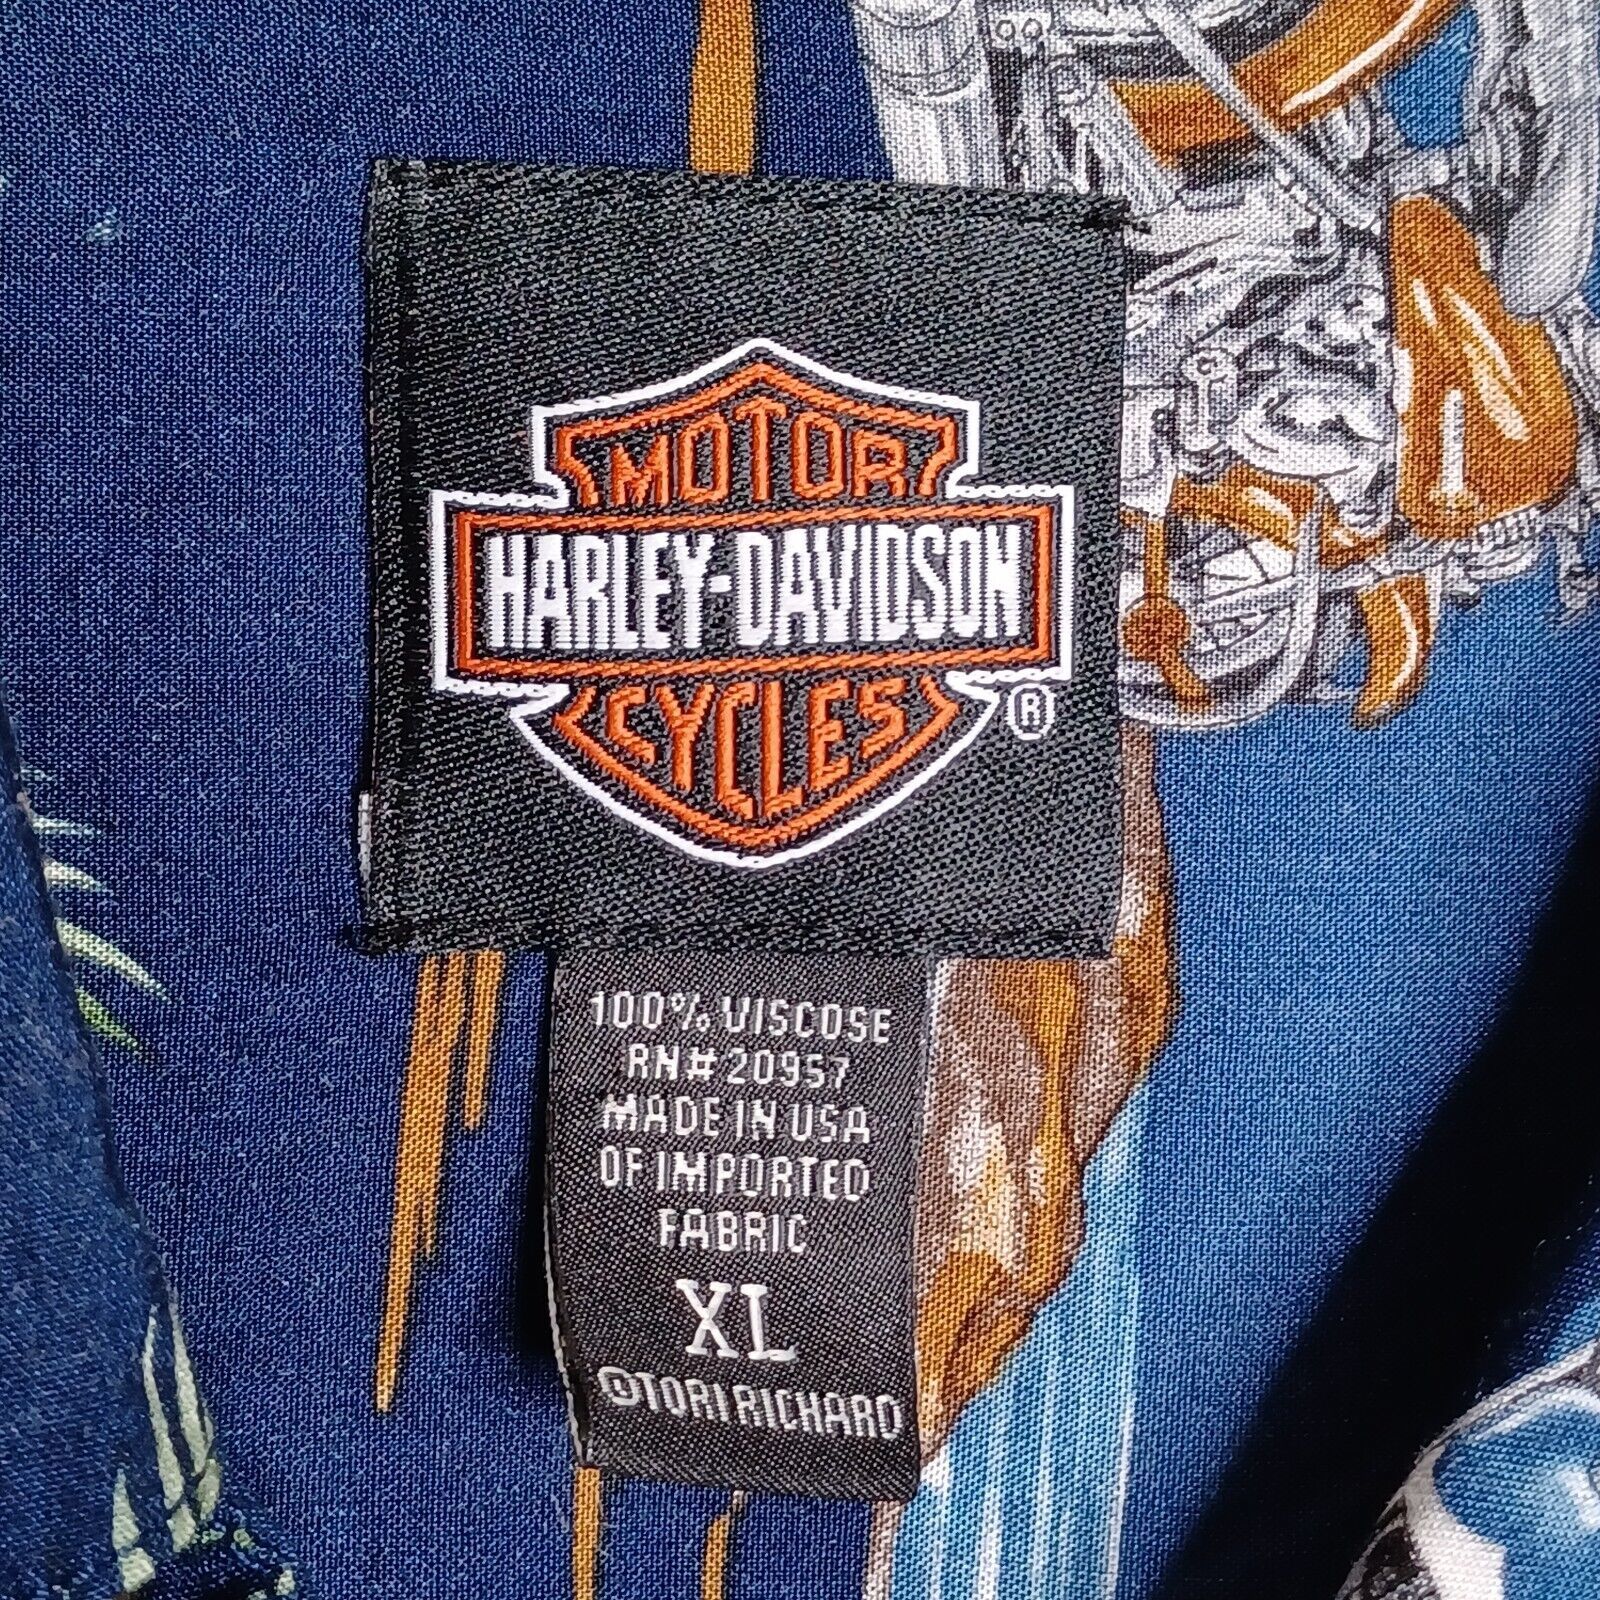 MOTOR
HARLEY-DAVIDSON
CYCLES
®
100% VISCOSE
RN# 20957
MADE IN USA
OF IMPORTED
FABRIC
XL
©TORI RICHARD